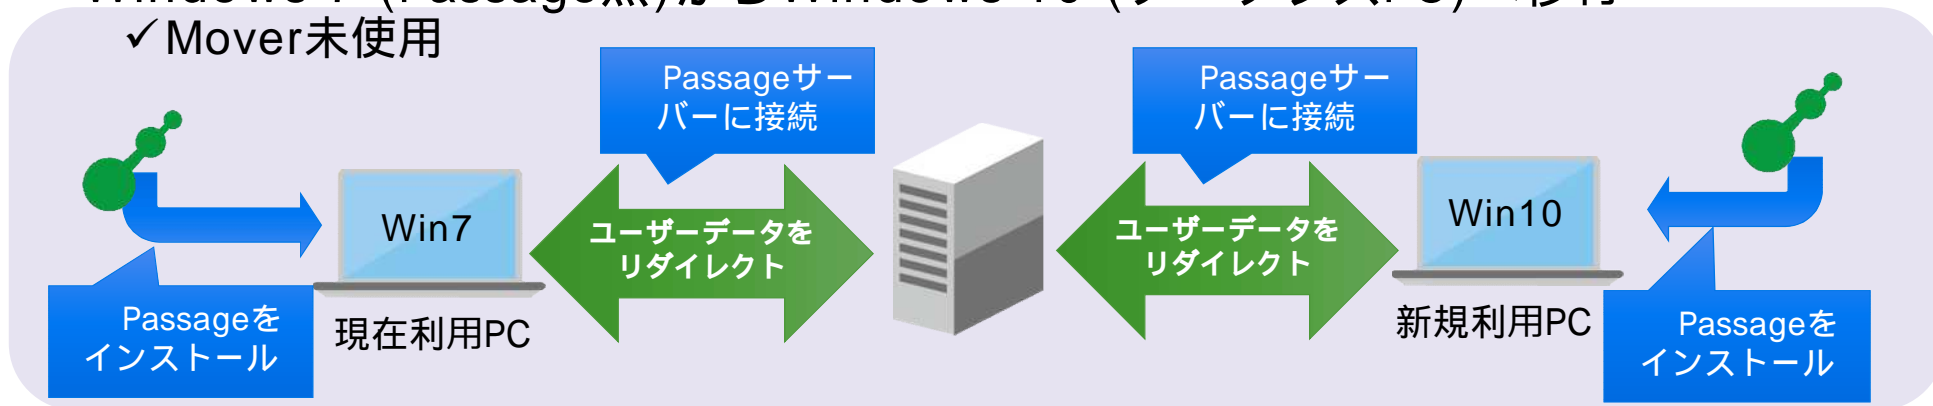 ✓Mover未使用
Passageサー
バーに接続
Passageサー
バーに接続
Win7
ユーザーデータを
リダイレクト
ユーザーデータを
リダイレクト
Win10
Passageを
インストール
現在利用PC
新規利用PC
Passageを
インストール